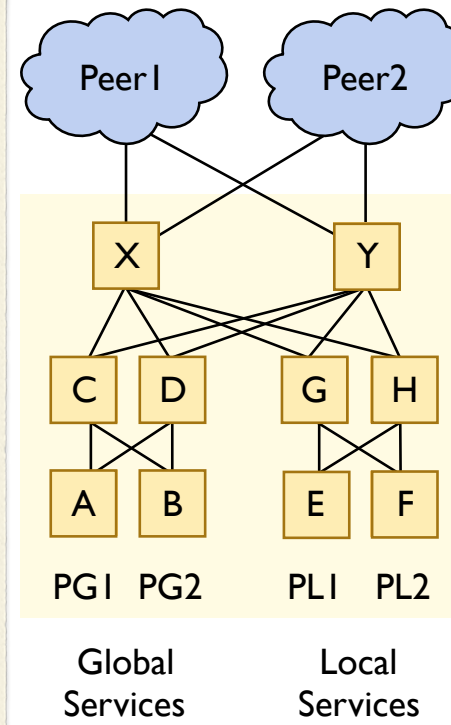 Peer1 Peer2
X Y
C D G H
A B E F
PG1 PG2 PL1 PL2
Global Services
Local Services